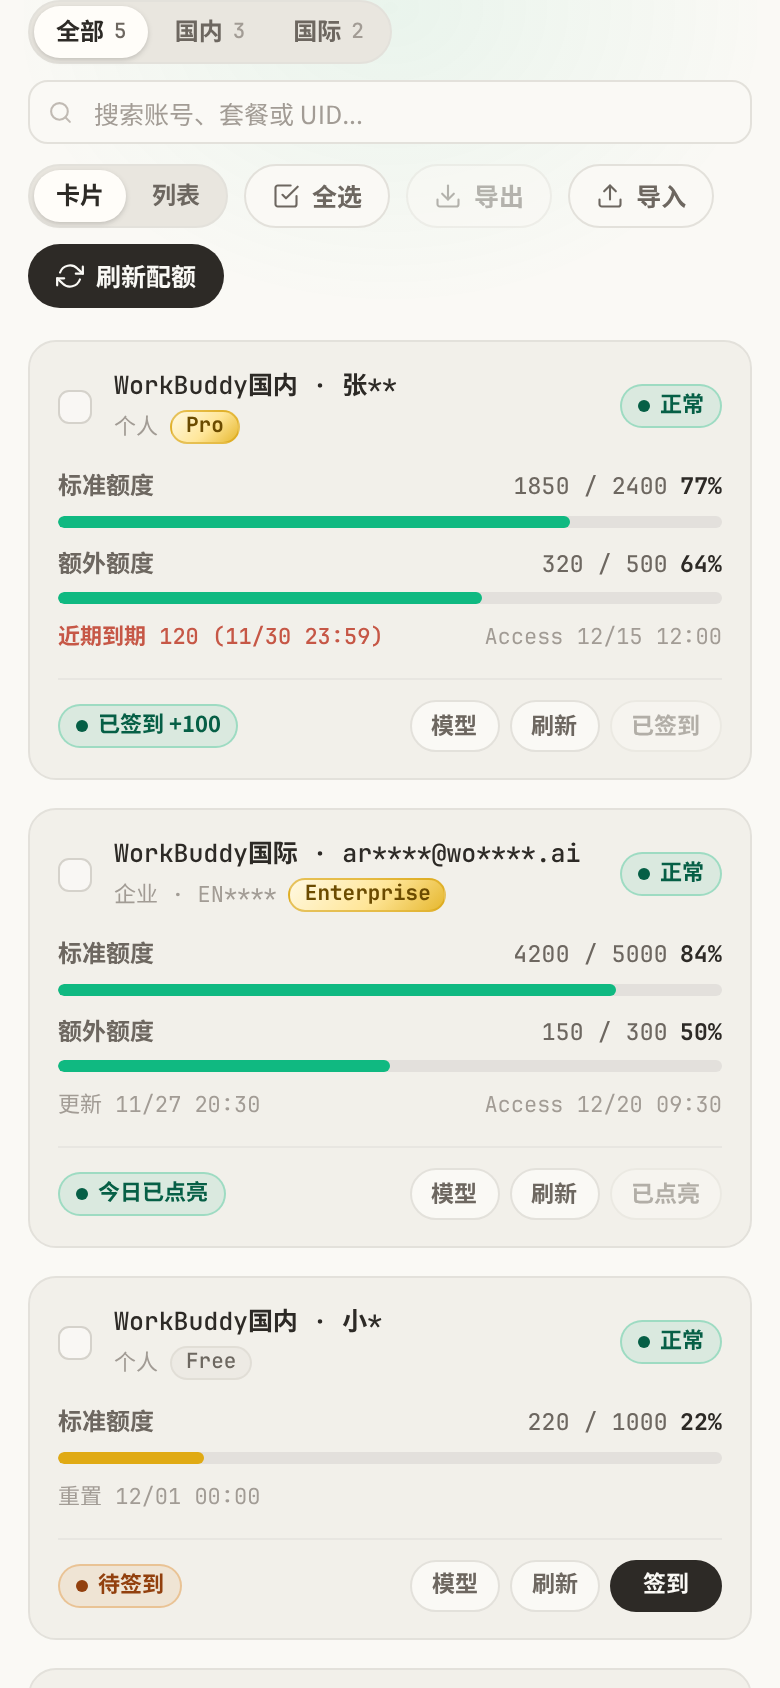 全部 5 国内 3 国际 2
搜索账号、套餐或 UID...
卡片 列表 全选 导出 导入
刷新配额
WorkBuddy国内 · 张**
正常
个人 Pro
标准额度 1850 / 2400 77%
额外额度 320 / 500 64%
近期到期 120 (11/30 23:59) Access 12/15 12:00
已签到 +100 模型 刷新 已签到
WorkBuddy国际 · ar****@wo****.ai
正常
企业 · EN**** Enterprise
标准额度 4200 / 5000 84%
额外额度 150 / 300 50%
更新 11/27 20:30 Access 12/20 09:30
今日已点亮 模型 刷新 已点亮
WorkBuddy国内 · 小*
正常
个人 Free
标准额度 220 / 1000 22%
重置 12/01 00:00
待签到 模型 刷新 签到